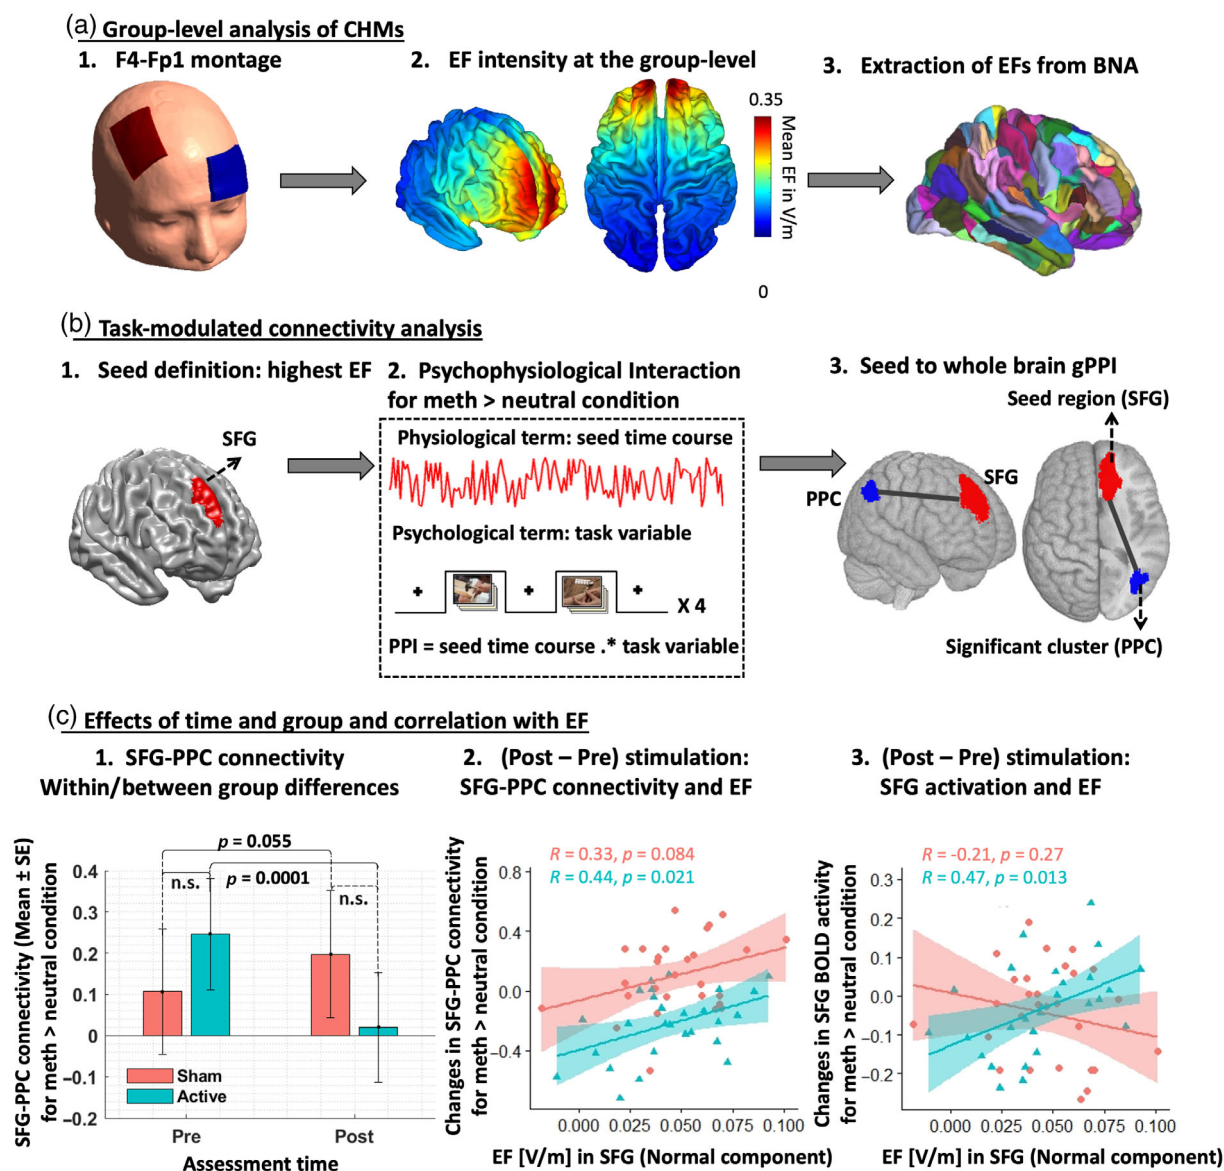 (a) Group-level analysis of CHMs
1. F4-Fp1 montage
2. EF intensity at the group-level
3. Extraction of EFs from BNA
0.35
Mean EF in V/m
0
(b) Task-modulated connectivity analysis
1. Seed definition: highest EF
SFG
2. Psychophysiological Interaction
for meth > neutral condition
Physiological term: seed time course
Psychological term: task variable
+ + +
X 4
PPI = seed time course .* task variable
3. Seed to whole brain gPPI
Seed region (SFG)
SFG
PPC
Significant cluster (PPC)
(c) Effects of time and group and correlation with EF
1. SFG-PPC connectivity
Within/between group differences
SFG-PPC connectivity (Mean ± SE)
for meth > neutral condition
0.4
0.3
0.2
0.1
0
−0.1
−0.2
p = 0.055
n.s.
p = 0.0001
n.s.
Sham
Active
Pre
Post
Assessment time
2. (Post – Pre) stimulation:
SFG-PPC connectivity and EF
Changes in SFG-PPC connectivity
for meth > neutral condition
R = 0.33, p = 0.084
R = 0.44, p = 0.021
0.8
0.4
0.0
−0.4
0.000 0.025 0.050 0.075 0.100
EF [V/m] in SFG (Normal component)
3. (Post – Pre) stimulation:
SFG activation and EF
Changes in SFG BOLD activity
for meth > neutral condition
R = -0.21, p = 0.27
R = 0.47, p = 0.013
0.3
0.2
0.1
0.0
−0.1
−0.2
0.000 0.025 0.050 0.075 0.100
EF [V/m] in SFG (Normal component)